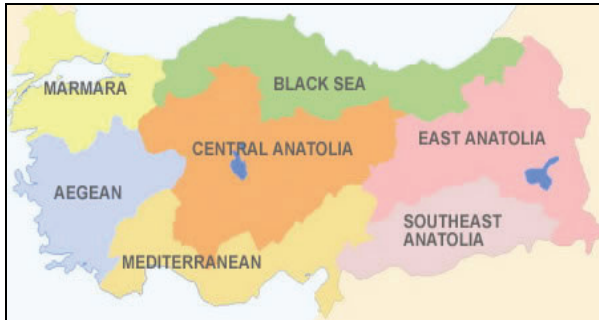 BLACK SEA
MARMARA
EAST ANATOLIA
CENTRAL ANATOLIA
AEGEAN
SOUTHEAST
ANATOLIA
MEDITERRANEAN